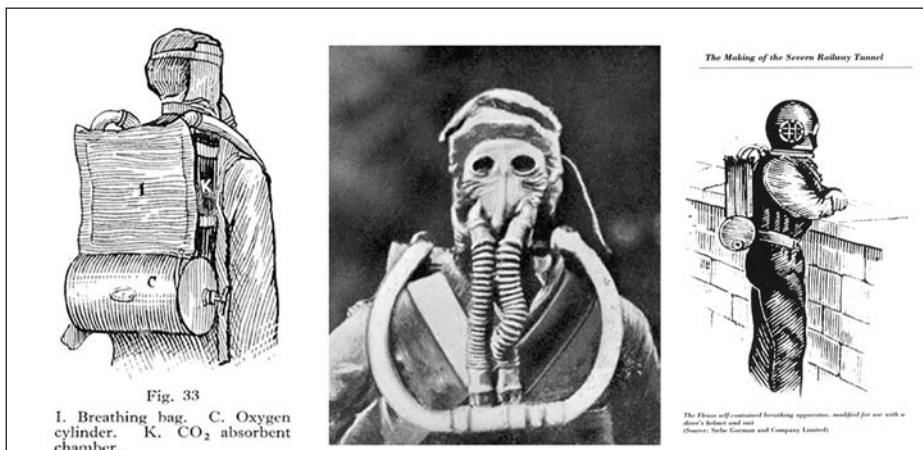 I
K
C
Fig. 33
I. Breathing bag. C. Oxygen
cylinder. K. CO₂ absorbent
chamber.
The Making of the Severn Railway Tunnel
The Fleuss self-contained breathing apparatus, modified for use with a
diver's helmet and suit
(Source: Siebe Gorman and Company Limited)